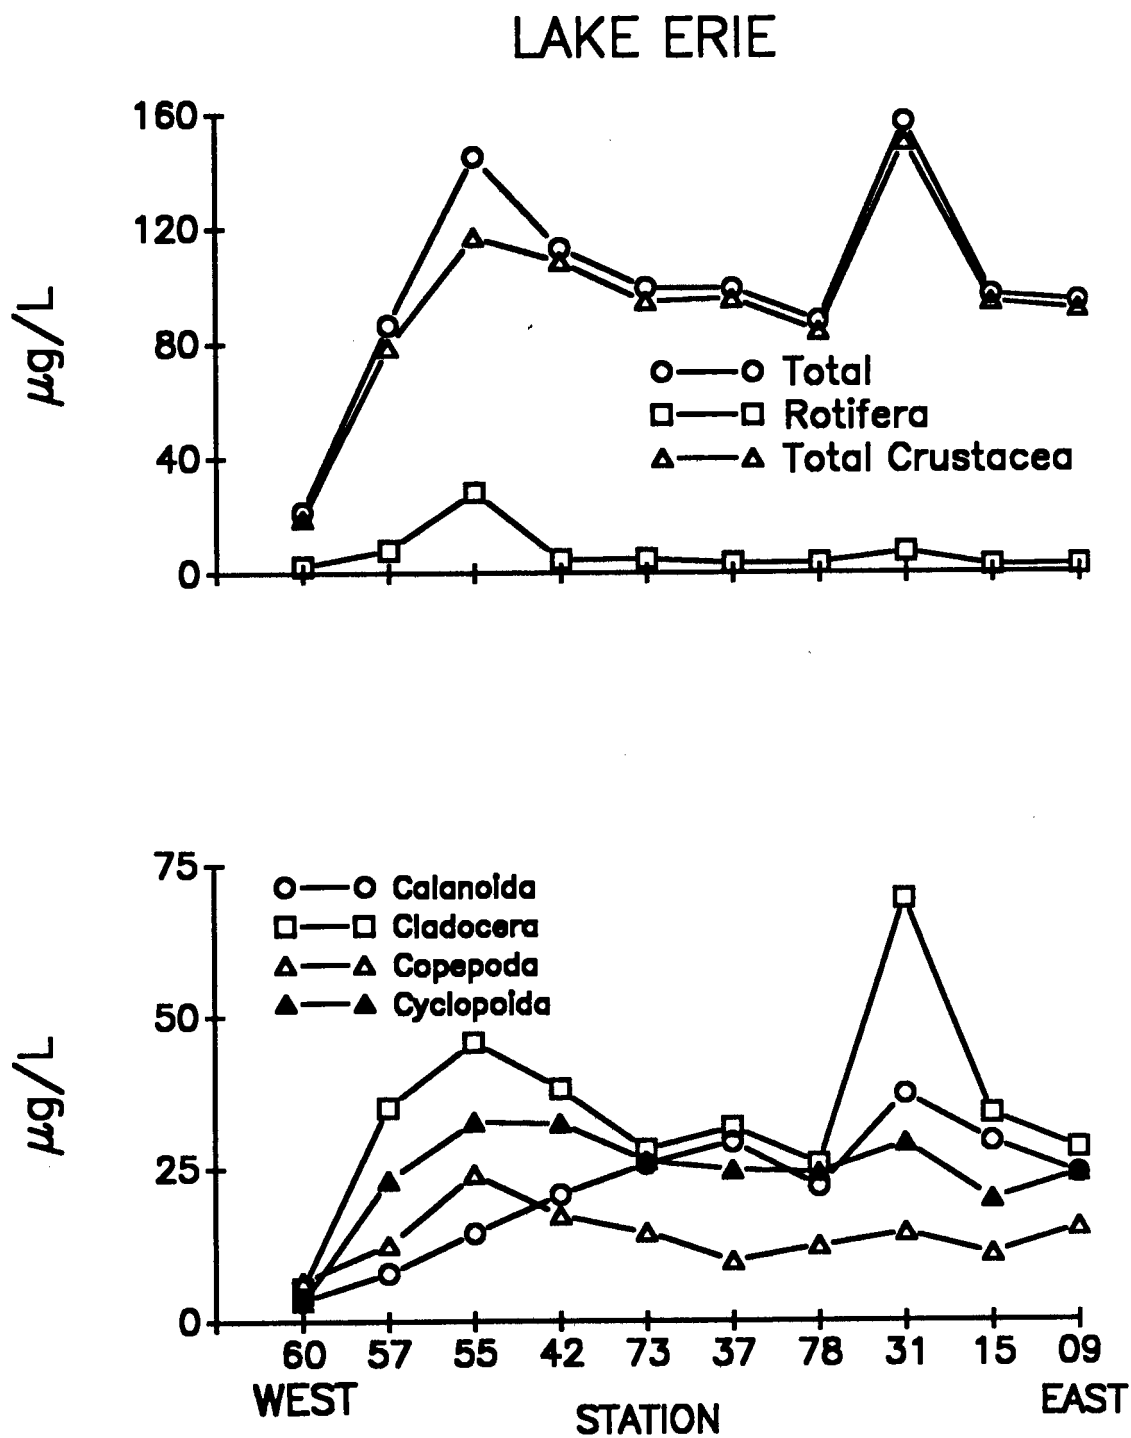 LAKE ERIE
160
120
80
40
0
µg/L
Total
Rotifera
Total Crustacea
75
50
25
0
µg/L
Calanoida
Cladocera
Copepoda
Cyclopoida
60 57 55 42 73 37 78 31 15 09
WEST EAST
STATION